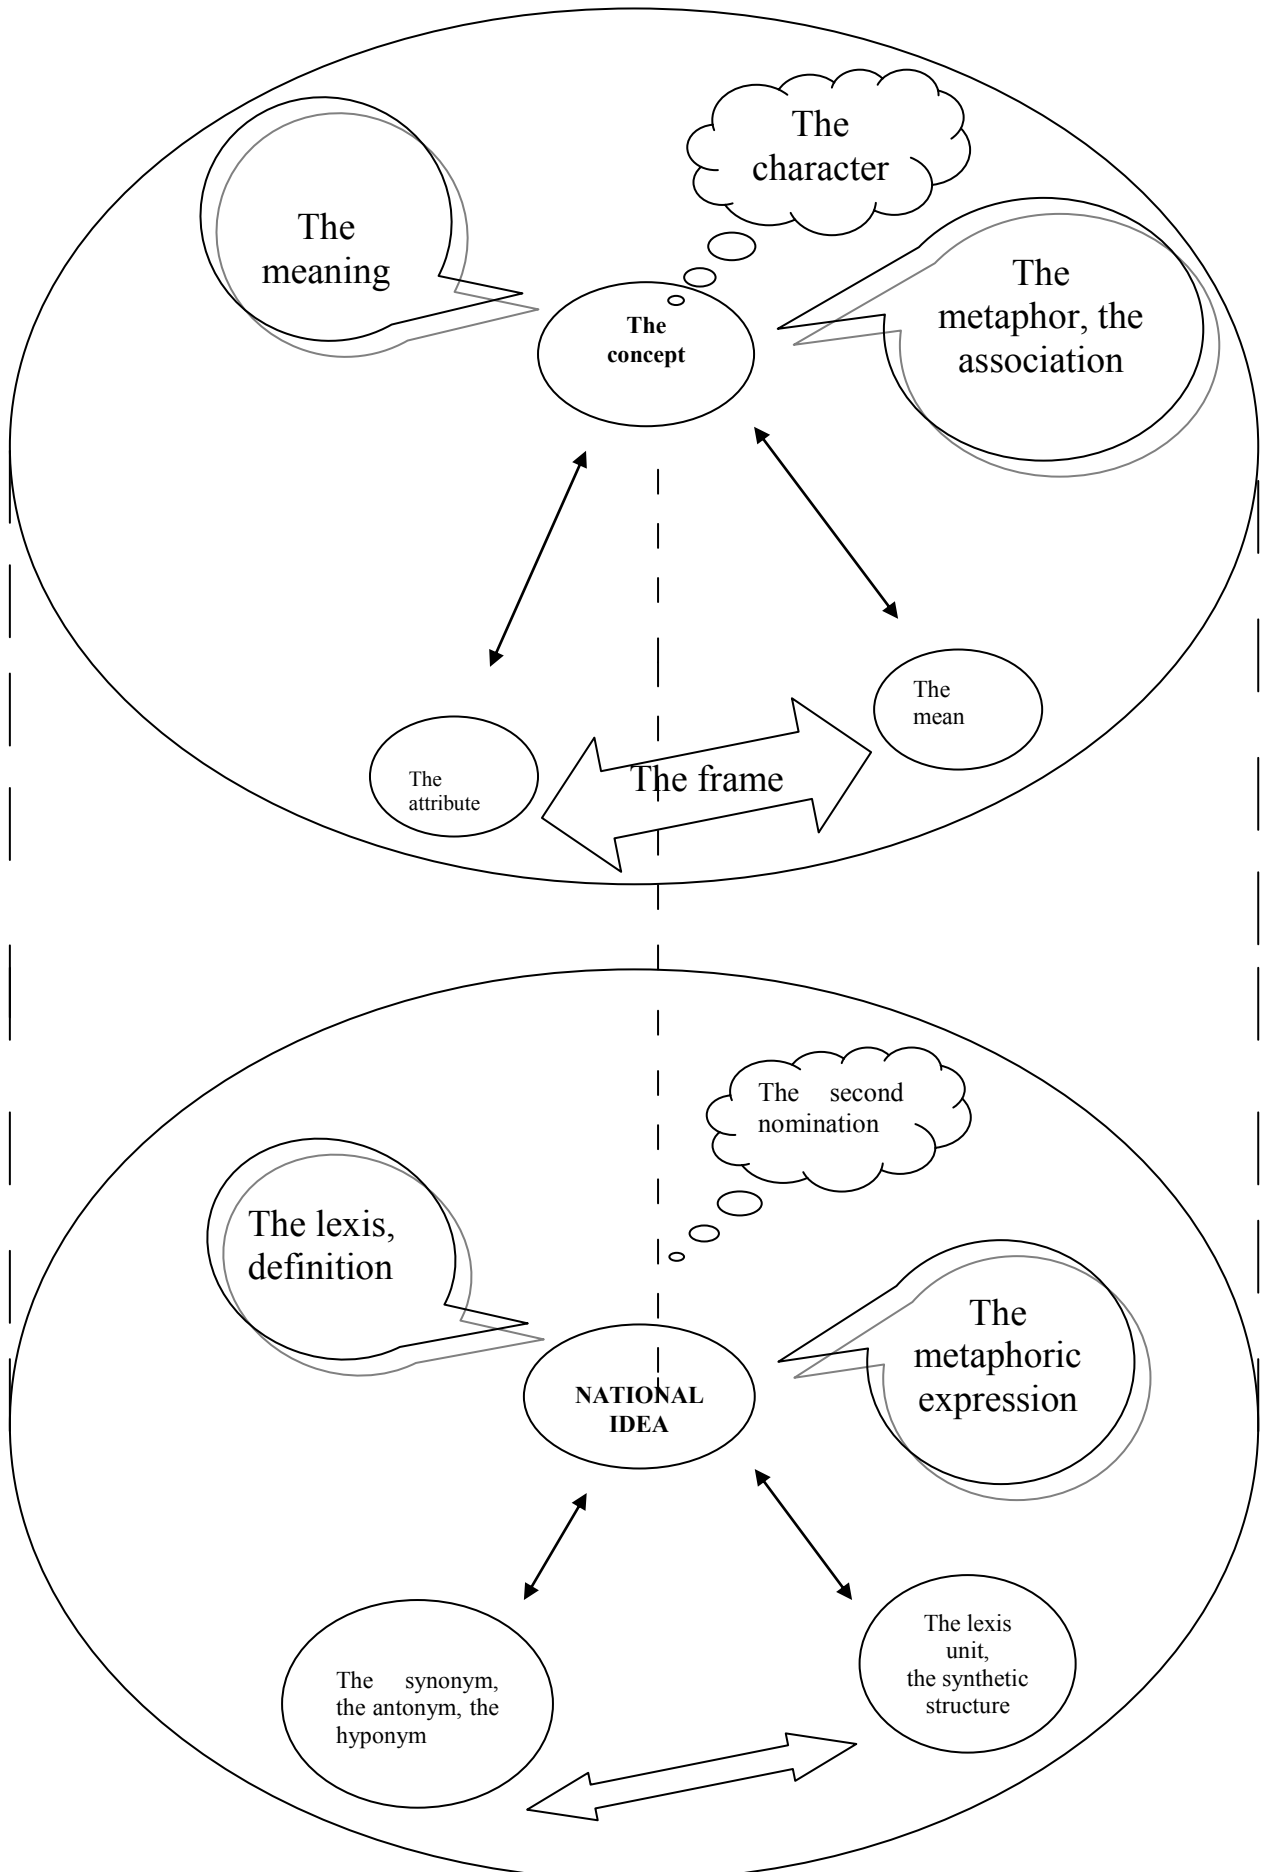 The
character
The
meaning
The
metaphor, the
association
The
concept
The
mean
The
attribute
The frame
The second
nomination
The lexis,
definition
The
metaphoric
expression
NATIONAL
IDEA
The lexis
unit,
the synthetic
structure
The synonym,
the antonym, the
hyponym